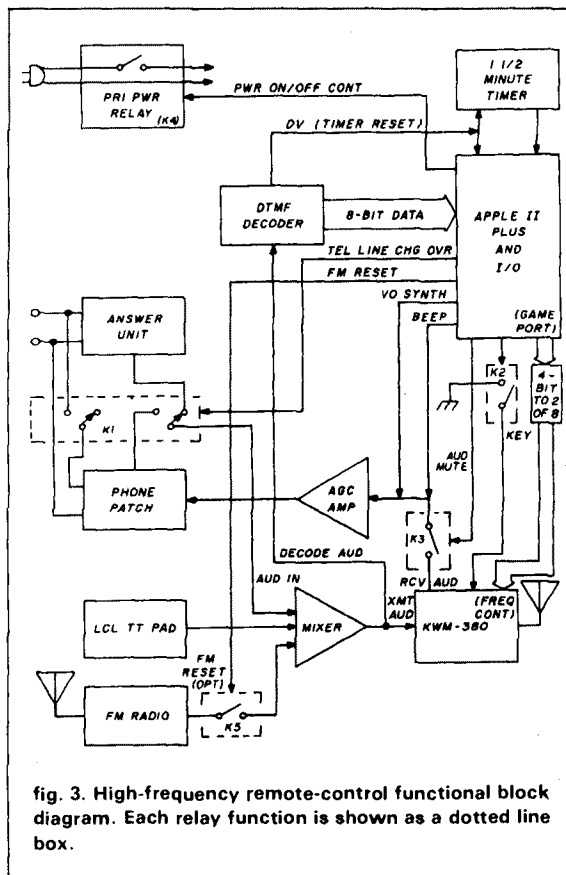 PRI PWR
RELAY
(K4)
PWR ON/OFF CONT
1 1/2
MINUTE
TIMER
DV (TIMER RESET)
DTMF
DECODER
8-BIT DATA
APPLE II
PLUS
AND
I/O
TEL LINE CHG OVR
FM RESET
VO SYNTH
BEEP
(GAME
PORT)
ANSWER
UNIT
K1
K2
KEY
4-
BIT
TO 2
OF 8
AUD
MUTE
PHONE
PATCH
AGC
AMP
K3
DECODE AUD
RCV AUD
AUD IN
XMT
AUD
(FREQ
CONT)
KWM-380
LCL TT PAD
MIXER
FM
RESET
(OPT)
FM RADIO
K5
fig. 3. High-frequency remote-control functional block
diagram. Each relay function is shown as a dotted line
box.